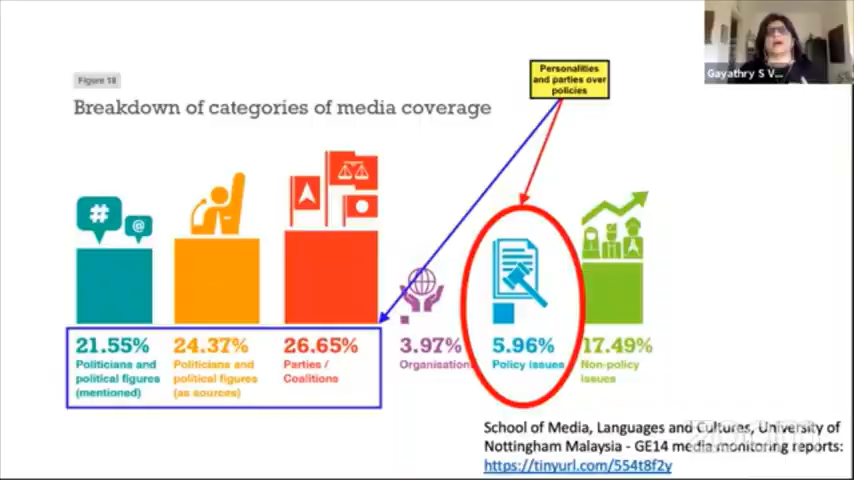 Gayathry S V...
Personalities
and parties over
policies
Figure 18
Breakdown of categories of media coverage
#
@
21.55%
Politicians and
political figures
(mentioned)
24.37%
Politicians and
political figures
(as sources)
26.65%
Parties /
Coalitions
3.97%
Organisation
5.96%
Policy issues
17.49%
Non-policy
issues
School of Media, Languages and Cultures, University of
Nottingham Malaysia - GE14 media monitoring reports:
https://tinyurl.com/554t8f2y
zoom